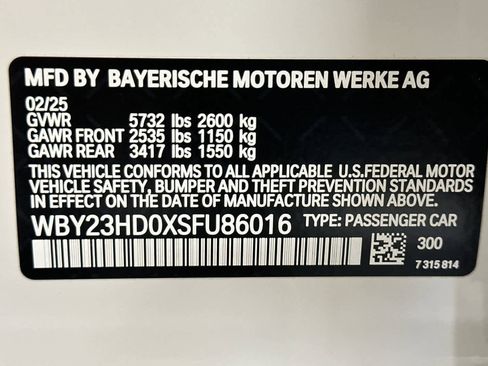 MFD BY BAYERISCHE MOTOREN WERKE AG
02/25
GVWR 5732 lbs 2600 kg
GAWR FRONT 2535 lbs 1150 kg
GAWR REAR 3417 lbs 1550 kg
THIS VEHICLE CONFORMS TO ALL APPLICABLE U.S.FEDERAL MOTOR
VEHICLE SAFETY, BUMPER AND THEFT PREVENTION STANDARDS
IN EFFECT ON THE DATE OF MANUFACTURE SHOWN ABOVE.
WBY23HD0XSFU86016 TYPE: PASSENGER CAR
300
7 315 814